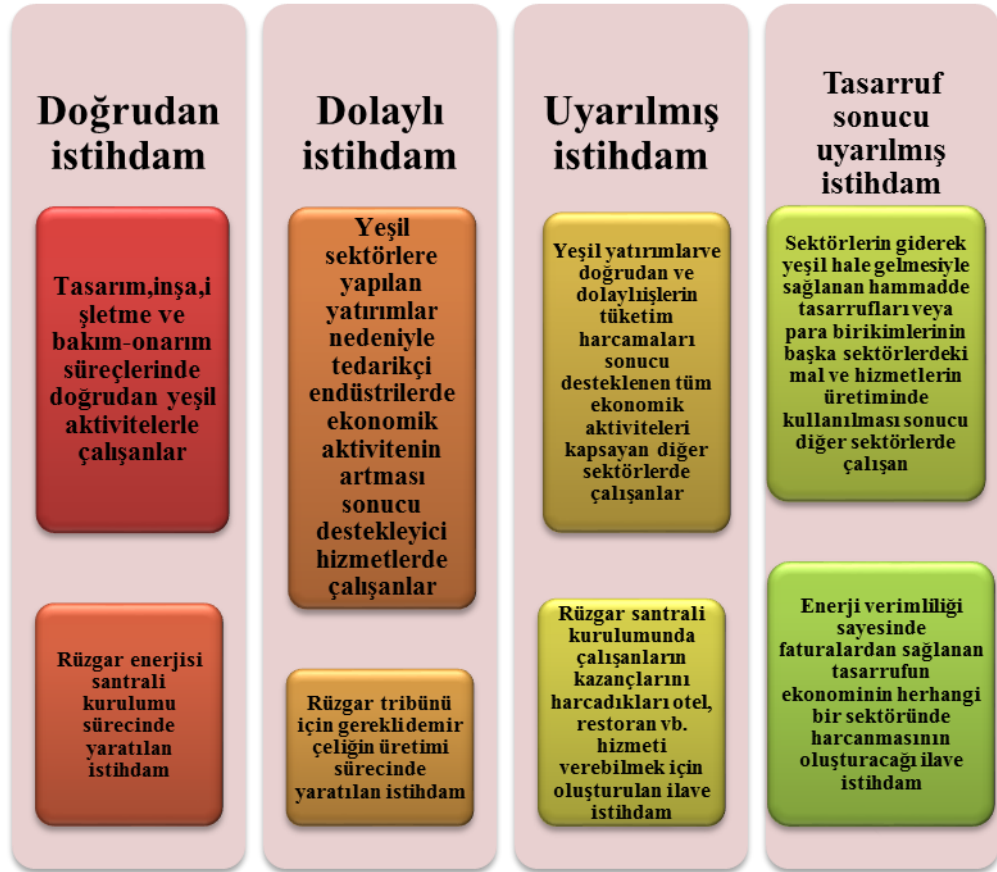 Doğrudan
istihdam
Tasarım,inşa,i
şletme ve
bakım-onarım
süreçlerinde
doğrudan yeşil
aktivitelerle
çalışanlar
Rüzgar enerjisi
santrali
kurulumu
sürecinde
yaratılan
istihdam
Dolaylı
istihdam
Yeşil
sektörlere
yapılan
yatırımlar
nedeniyle
tedarikçi
endüstrilerde
ekonomik
aktivitenin
artması
sonucu
destekleyici
hizmetlerde
çalışanlar
Rüzgar tribünü
için gereklidemir
çeliğin üretimi
sürecinde
yaratılan istihdam
Uyarılmış
istihdam
Yeşil yatırımlarve
doğrudan ve
dolaylıişlerin
tüketim
harcamaları
sonucu
desteklenen tüm
ekonomik
aktiviteleri
kapsayan diğer
sektörlerde
çalışanlar
Rüzgar santrali
kurulumunda
çalışanların
kazançlarını
harcadıkları otel,
restoran vb.
hizmeti
verebilmek için
oluşturulan ilave
istihdam
Tasarruf
sonucu
uyarılmış
istihdam
Sektörlerin giderek
yeşil hale gelmesiyle
sağlanan hammadde
tasarrufları veya
para birikimlerinin
başka sektörlerdeki
mal ve hizmetlerin
üretiminde
kullanılması sonucu
diğer sektörlerde
çalışan
Enerji verimliliği
sayesinde
faturalardan sağlanan
tasarrufun
ekonominin herhangi
bir sektöründe
harcanmasının
oluşturacağı ilave
istihdam